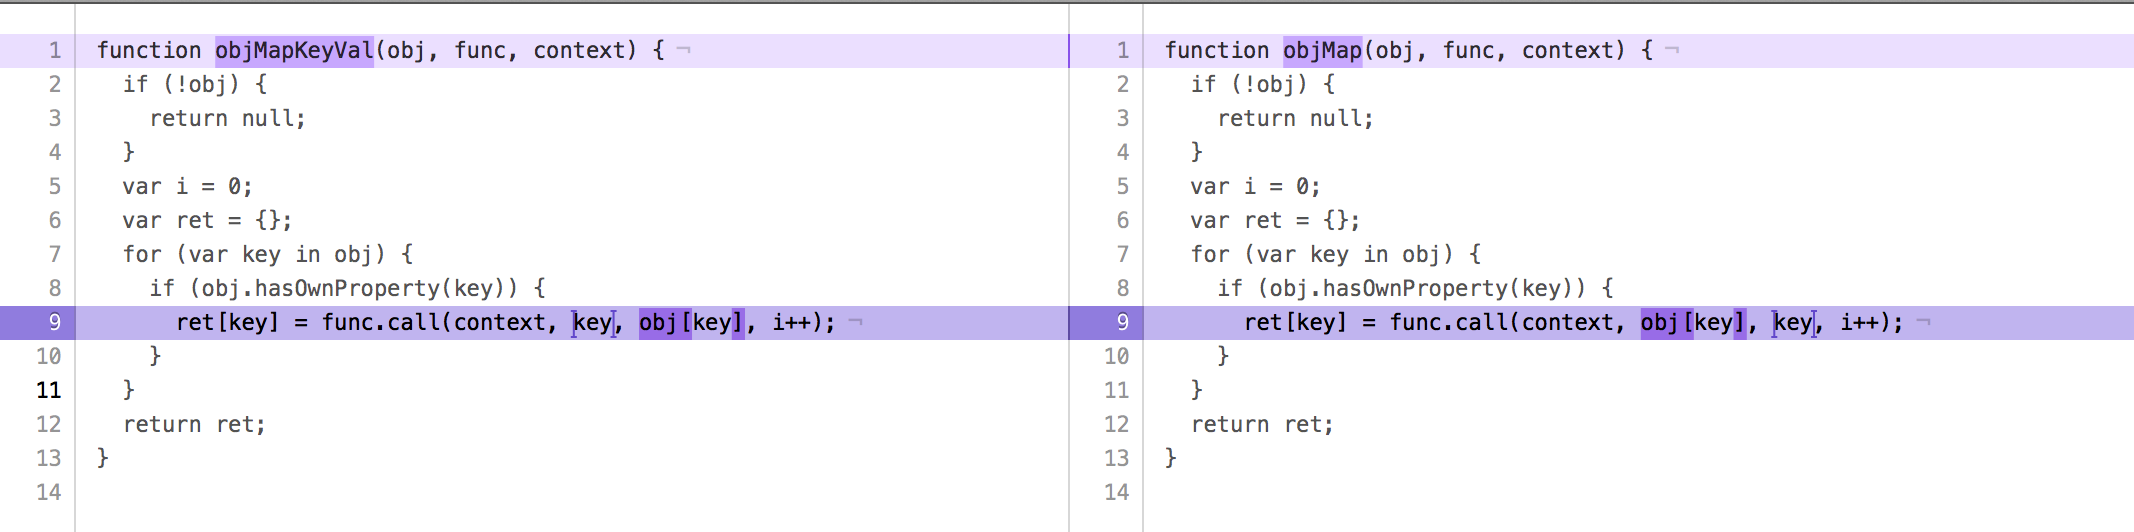 1 function objMapKeyVal(obj, func, context) { ¬
2   if (!obj) {
3     return null;
4   }
5   var i = 0;
6   var ret = {};
7   for (var key in obj) {
8     if (obj.hasOwnProperty(key)) {
9       ret[key] = func.call(context, key, obj[key], i++); ¬
10     }
11   }
12   return ret;
13 }
14
1 function objMap(obj, func, context) { ¬
2   if (!obj) {
3     return null;
4   }
5   var i = 0;
6   var ret = {};
7   for (var key in obj) {
8     if (obj.hasOwnProperty(key)) {
9       ret[key] = func.call(context, obj[key], key, i++); ¬
10     }
11   }
12   return ret;
13 }
14